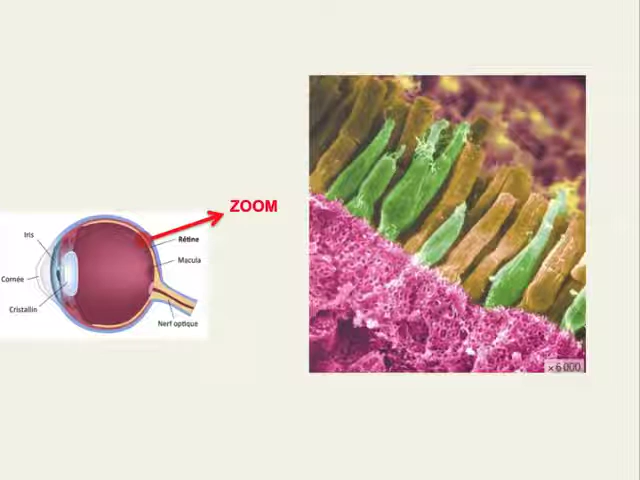 ZOOM
Iris
Rétine
Macula
Cornée
Cristallin
Nerf optique
×6 000